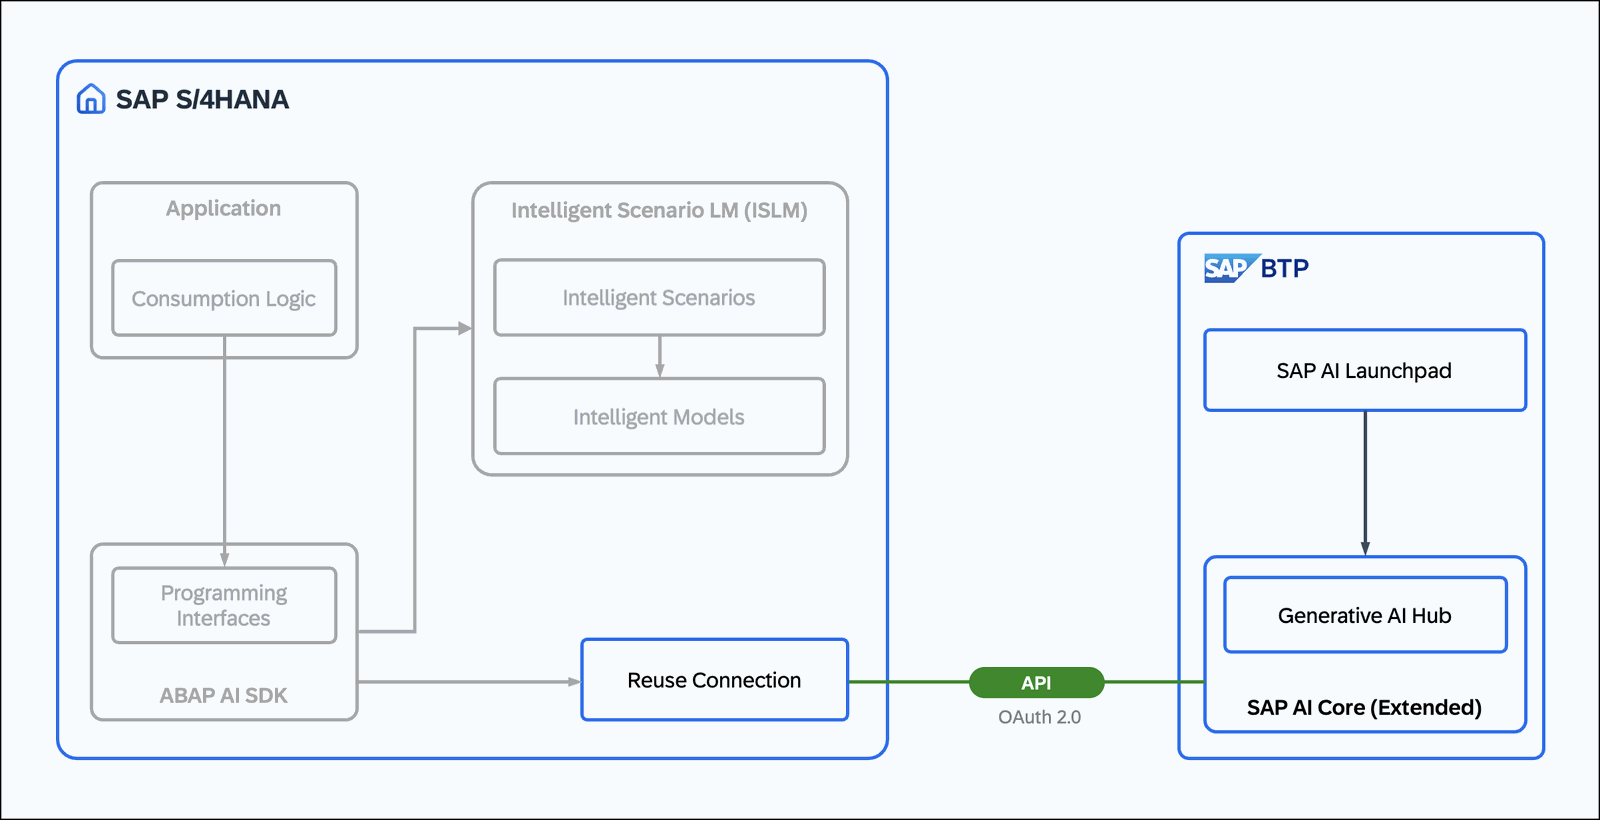 SAP S/4HANA
Application
Consumption Logic
Intelligent Scenario LM (ISLM)
Intelligent Scenarios
Intelligent Models
Programming
Interfaces
ABAP AI SDK
Reuse Connection
API
OAuth 2.0
SAP BTP
SAP AI Launchpad
Generative AI Hub
SAP AI Core (Extended)